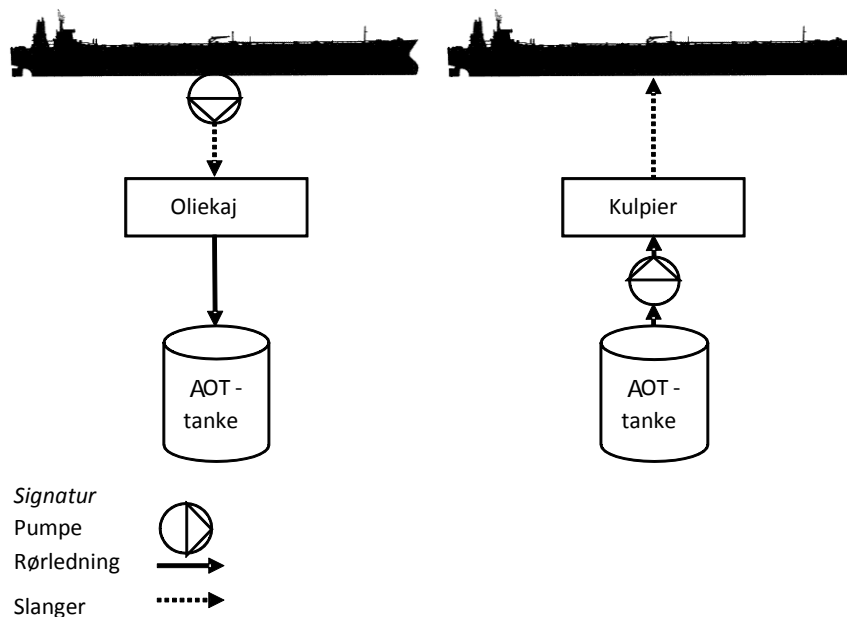 Oliekaj
Kulpier
AOT -
tanke
AOT -
tanke
Signatur
Pumpe
Rørledning
Slanger